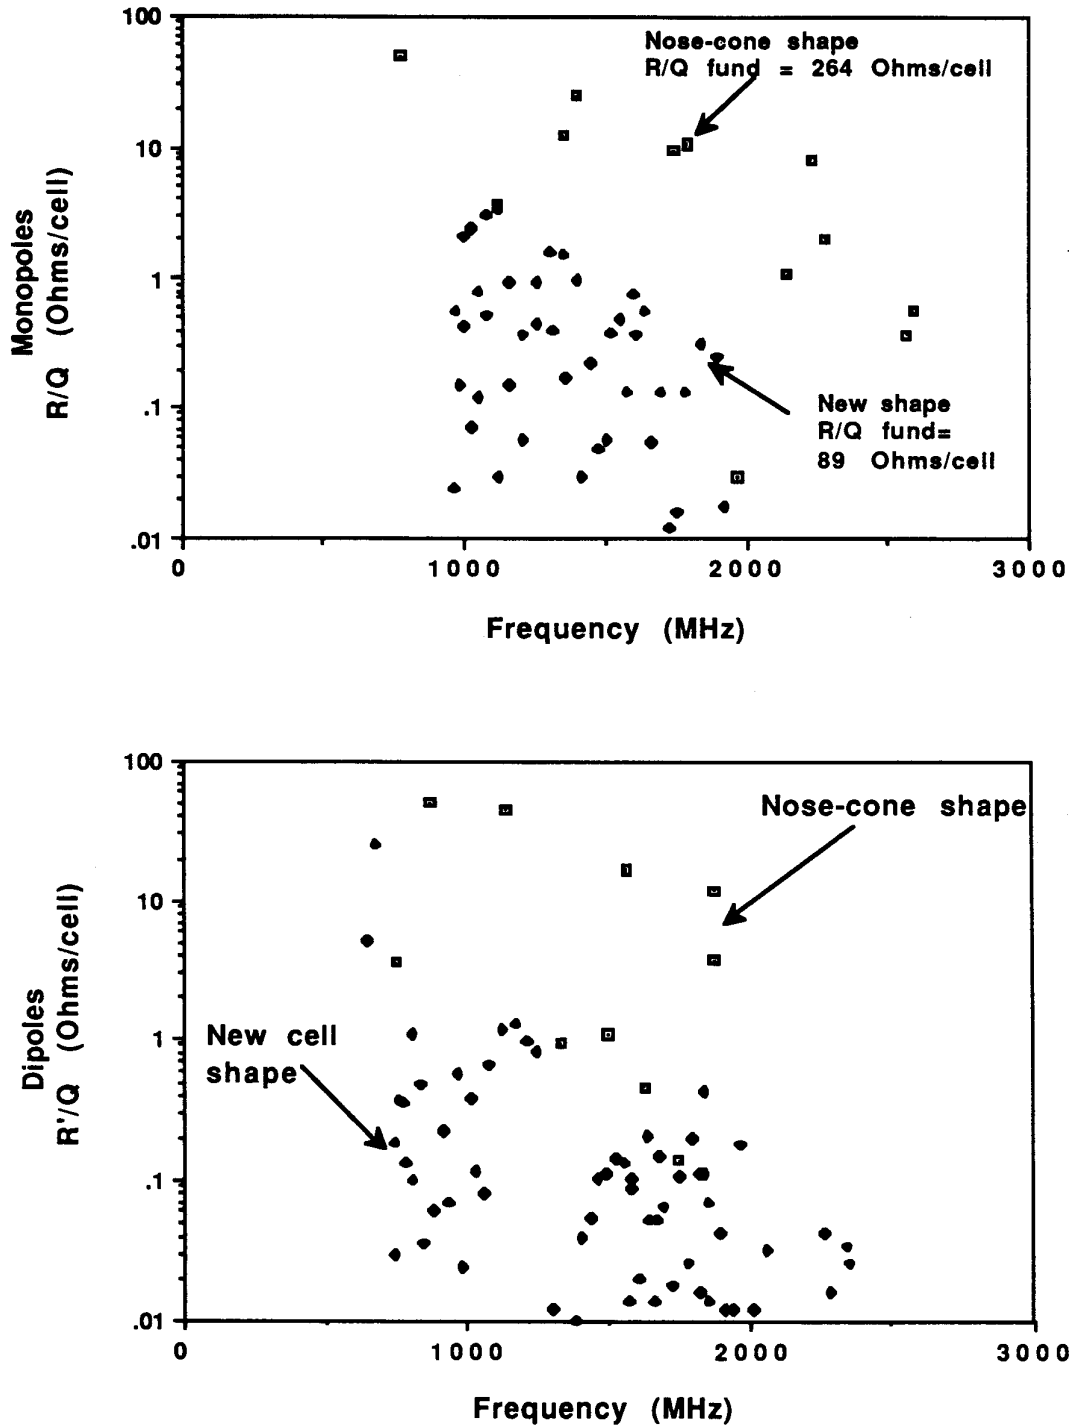 100
10
1
.1
.01
Monopoles
R/Q (Ohms/cell)
Nose-cone shape
R/Q fund = 264 Ohms/cell
New shape
R/Q fund=
89 Ohms/cell
0
1000
2000
3000
Frequency (MHz)
100
10
1
.1
.01
Dipoles
R'/Q (Ohms/cell)
Nose-cone shape
New cell
shape
0
1000
2000
3000
Frequency (MHz)